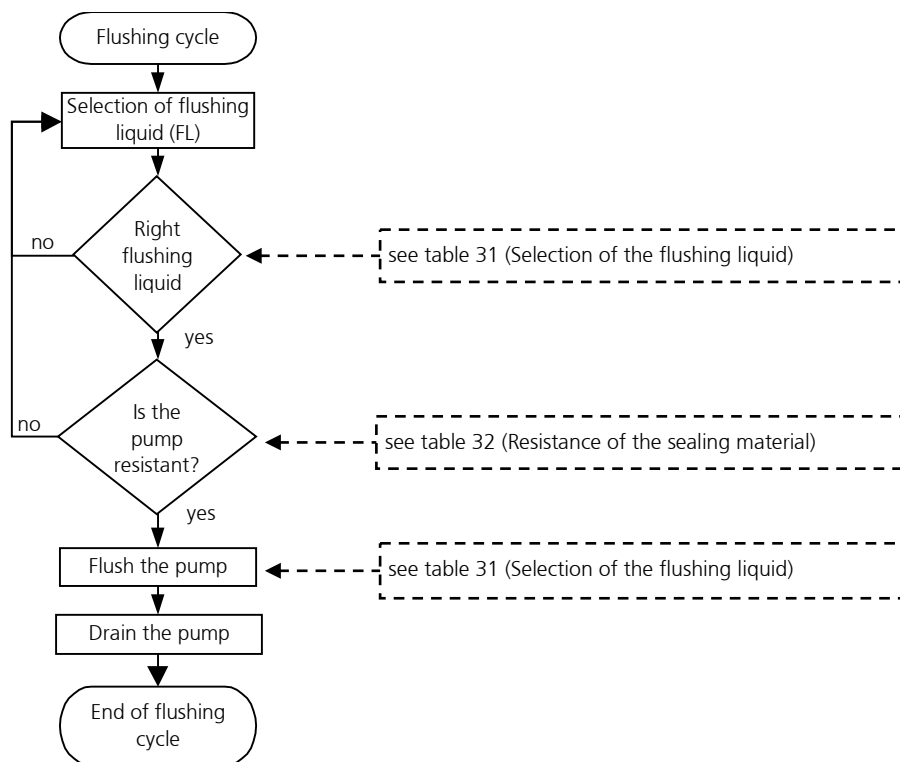 Flushing cycle
Selection of flushing
liquid (FL)
Right
flushing
liquid
no
see table 31 (Selection of the flushing liquid)
yes
Is the
pump
resistant?
no
see table 32 (Resistance of the sealing material)
yes
Flush the pump
see table 31 (Selection of the flushing liquid)
Drain the pump
End of flushing
cycle